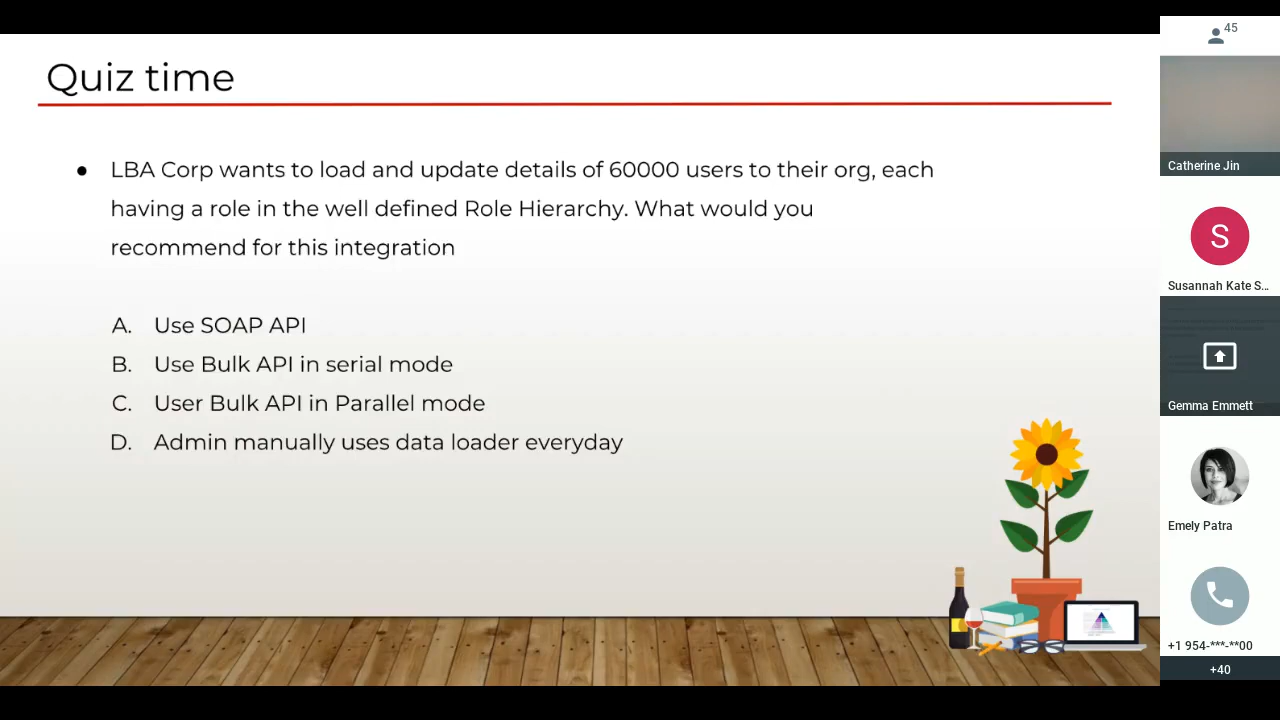 Quiz time
● LBA Corp wants to load and update details of 60000 users to their org, each
having a role in the well defined Role Hierarchy. What would you
recommend for this integration
A. Use SOAP API
B. Use Bulk API in serial mode
C. User Bulk API in Parallel mode
D. Admin manually uses data loader everyday
45
Catherine Jin
S
Susannah Kate S...
Gemma Emmett
Emely Patra
+1 954-***-**00
+40